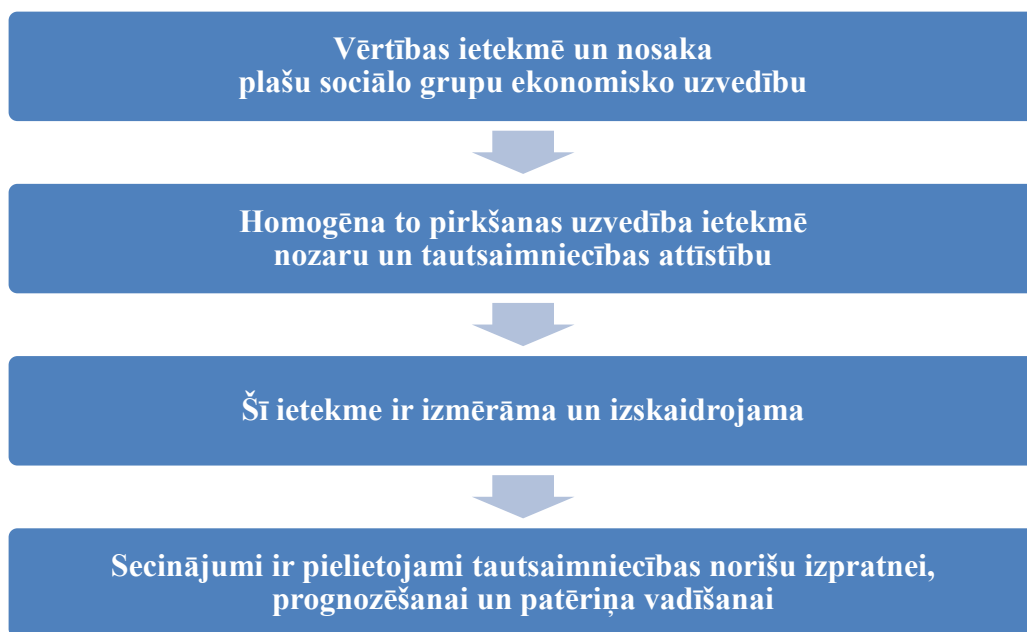 Vērtības ietekmē un nosaka
plašu sociālo grupu ekonomisko uzvedību
Homogēna to pirkšanas uzvedība ietekmē
nozaru un tautsaimniecības attīstību
Šī ietekme ir izmērāma un izskaidrojama
Secinājumi ir pielietojami tautsaimniecības norišu izpratnei,
prognozēšanai un patēriņa vadīšanai